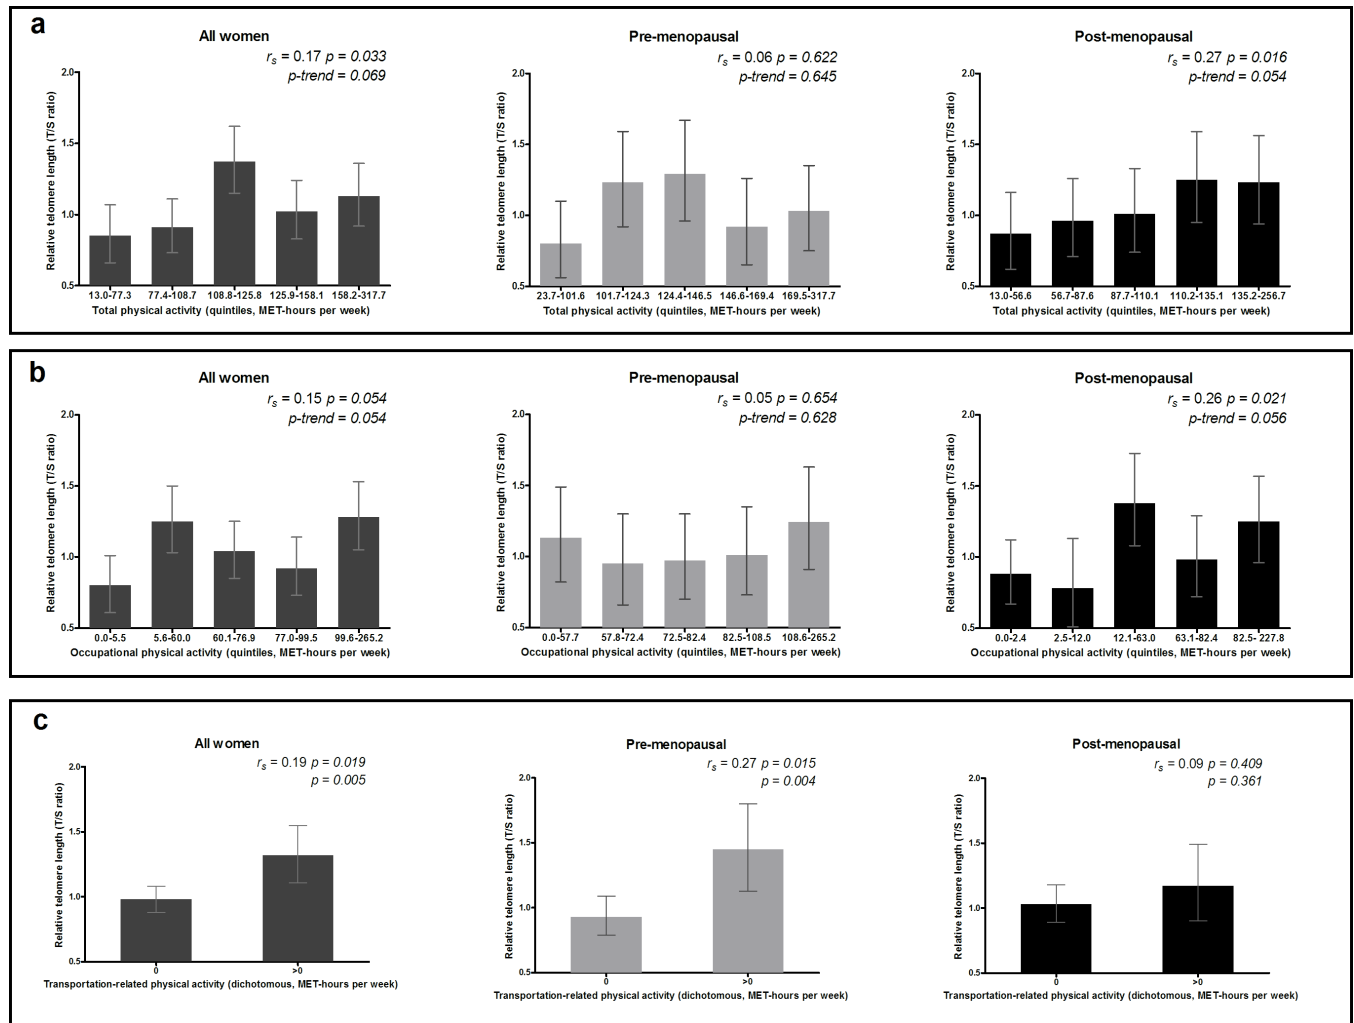 a
All women
rs = 0.17 p = 0.033
p-trend = 0.069
Relative telomere length (T/S ratio)
2.0
1.5
1.0
0.5
13.0-77.3 77.4-108.7 108.8-125.8 125.9-158.1 158.2-317.7
Total physical activity (quintiles, MET-hours per week)
Pre-menopausal
rs = 0.06 p = 0.622
p-trend = 0.645
Relative telomere length (T/S ratio)
2.0
1.5
1.0
0.5
23.7-101.6 101.7-124.3 124.4-146.5 146.6-169.4 169.5-317.7
Total physical activity (quintiles, MET-hours per week)
Post-menopausal
rs = 0.27 p = 0.016
p-trend = 0.054
Relative telomere length (T/S ratio)
2.0
1.5
1.0
0.5
13.0-56.6 56.7-87.6 87.7-110.1 110.2-135.1 135.2-256.7
Total physical activity (quintiles, MET-hours per week)
b
All women
rs = 0.15 p = 0.054
p-trend = 0.054
Relative telomere length (T/S ratio)
2.0
1.5
1.0
0.5
0.0-5.5 5.6-60.0 60.1-76.9 77.0-99.5 99.6-265.2
Occupational physical activity (quintiles, MET-hours per week)
Pre-menopausal
rs = 0.05 p = 0.654
p-trend = 0.628
Relative telomere length (T/S ratio)
2.0
1.5
1.0
0.5
0.0-57.7 57.8-72.4 72.5-82.4 82.5-108.5 108.6-265.2
Occupational physical activity (quintiles, MET-hours per week)
Post-menopausal
rs = 0.26 p = 0.021
p-trend = 0.056
Relative telomere length (T/S ratio)
2.0
1.5
1.0
0.5
0.0-2.4 2.5-12.0 12.1-63.0 63.1-82.4 82.5- 227.8
Occupational physical activity (quintiles, MET-hours per week)
c
All women
rs = 0.19 p = 0.019
p = 0.005
Relative telomere length (T/S ratio)
2.0
1.5
1.0
0.5
0 >0
Transportation-related physical activity (dichotomous, MET-hours per week)
Pre-menopausal
rs = 0.27 p = 0.015
p = 0.004
Relative telomere length (T/S ratio)
2.0
1.5
1.0
0.5
0 >0
Transportation-related physical activity (dichotomous, MET-hours per week)
Post-menopausal
rs = 0.09 p = 0.409
p = 0.361
Relative telomere length (T/S ratio)
2.0
1.5
1.0
0.5
0 >0
Transportation-related physical activity (dichotomous, MET-hours per week)